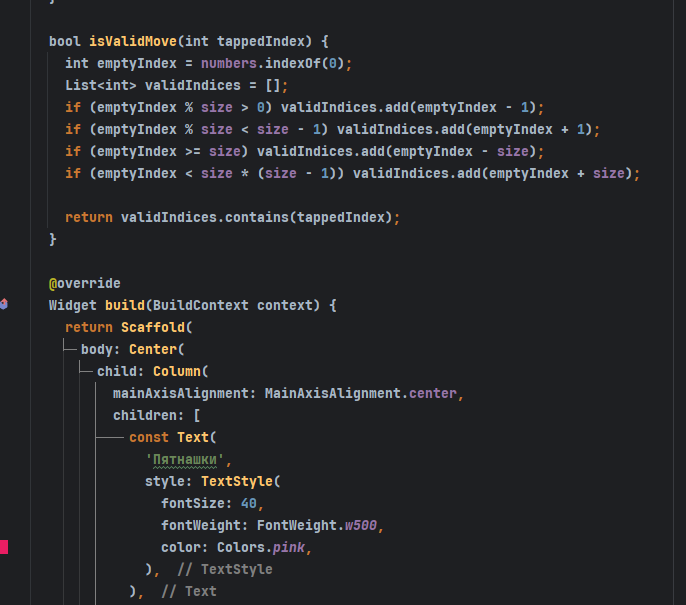 bool isValidMove(int tappedIndex) {
int emptyIndex = numbers.indexOf(0);
List<int> validIndices = [];
if (emptyIndex % size > 0) validIndices.add(emptyIndex - 1);
if (emptyIndex % size < size - 1) validIndices.add(emptyIndex + 1);
if (emptyIndex >= size) validIndices.add(emptyIndex - size);
if (emptyIndex < size * (size - 1)) validIndices.add(emptyIndex + size);
return validIndices.contains(tappedIndex);
}
@override
Widget build(BuildContext context) {
return Scaffold(
body: Center(
child: Column(
mainAxisAlignment: MainAxisAlignment.center,
children: [
const Text(
'Пятнашки',
style: TextStyle(
fontSize: 40,
fontWeight: FontWeight.w500,
color: Colors.pink,
), // TextStyle
), // Text